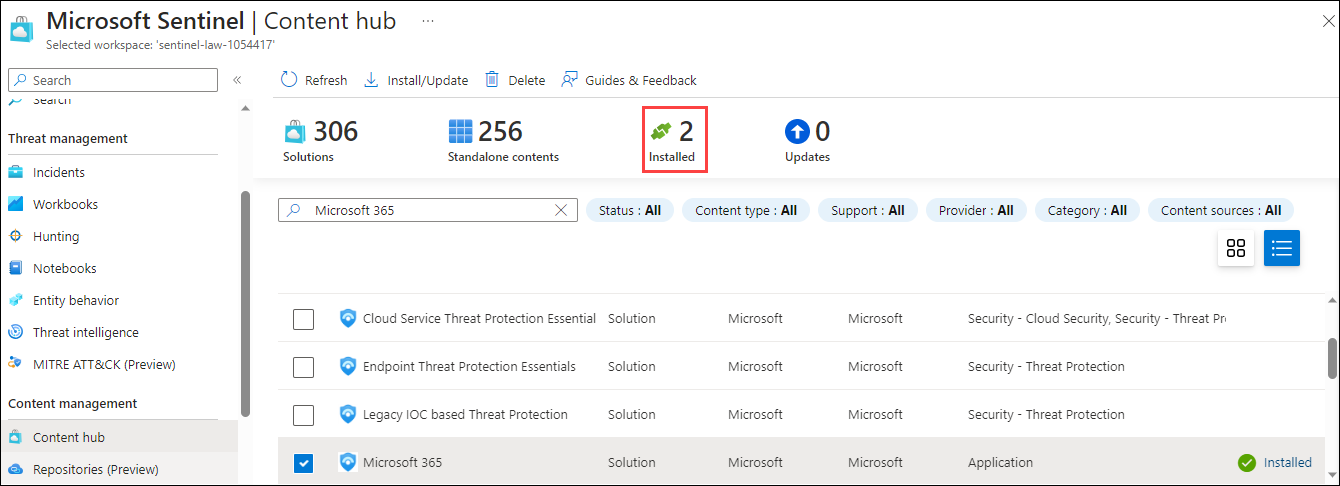 Microsoft Sentinel | Content hub ...
Selected workspace: 'sentinel-law-1054417'
Search
«
Search
Threat management
Incidents
Workbooks
Hunting
Notebooks
Entity behavior
Threat intelligence
MITRE ATT&CK (Preview)
Content management
Content hub
Repositories (Preview)
Refresh Install/Update Delete Guides & Feedback
306 Solutions
256 Standalone contents
2 Installed
0 Updates
Microsoft 365
Status : All Content type : All Support : All Provider : All Category : All Content sources : All
Cloud Service Threat Protection Essential Solution Microsoft Microsoft Security - Cloud Security, Security - Threat Pr
Endpoint Threat Protection Essentials Solution Microsoft Microsoft Security - Threat Protection
Legacy IOC based Threat Protection Solution Microsoft Microsoft Security - Threat Protection
Microsoft 365 Solution Microsoft Microsoft Application Installed